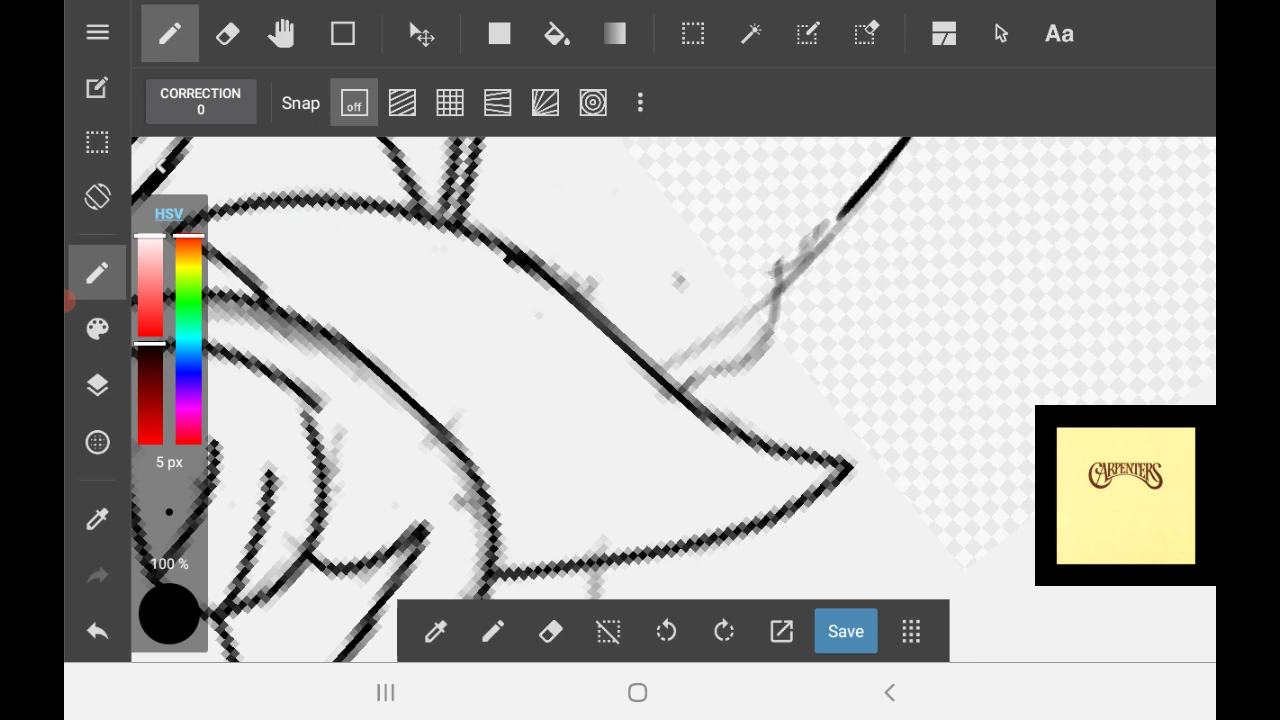 CORRECTION
0
Snap
off
HSV
5 px
100 %
Aa
CARPENTERS
Save